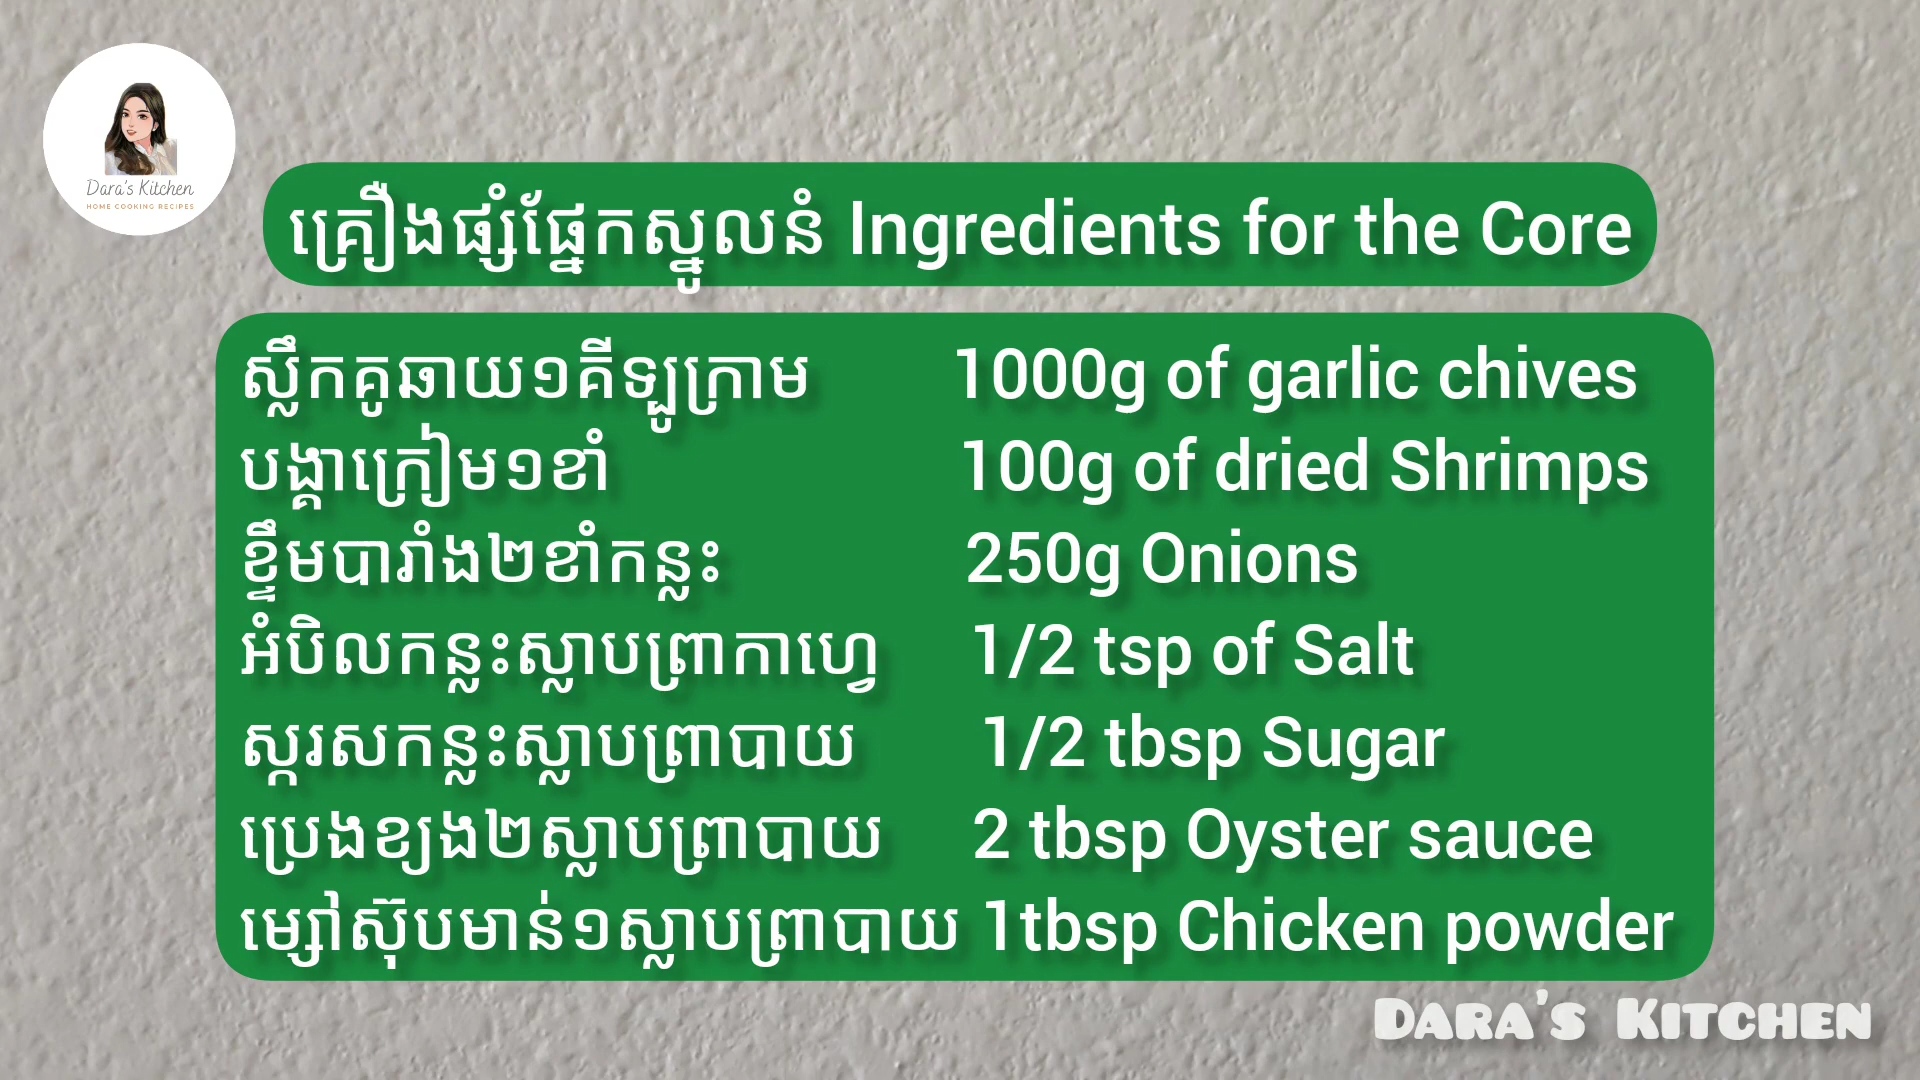 Dara's Kitchen
HOME COOKING RECIPES
គ្រឿងផ្សំផ្នែកស្នូលនំ Ingredients for the Core
ស្លឹកគូឆាយ១គីឡូក្រាម 1000g of garlic chives
បង្គាក្រៀម១ខាំ 100g of dried Shrimps
ខ្ទឹមបារាំង២ខាំកន្លះ 250g Onions
អំបិលកន្លះស្លាបព្រាកាហ្វេ 1/2 tsp of Salt
ស្ករសកន្លះស្លាបព្រាបាយ 1/2 tbsp Sugar
ប្រេងខ្យង២ស្លាបព្រាបាយ 2 tbsp Oyster sauce
ម្សៅស៊ុបមាន់១ស្លាបព្រាបាយ 1tbsp Chicken powder
DARA'S KITCHEN